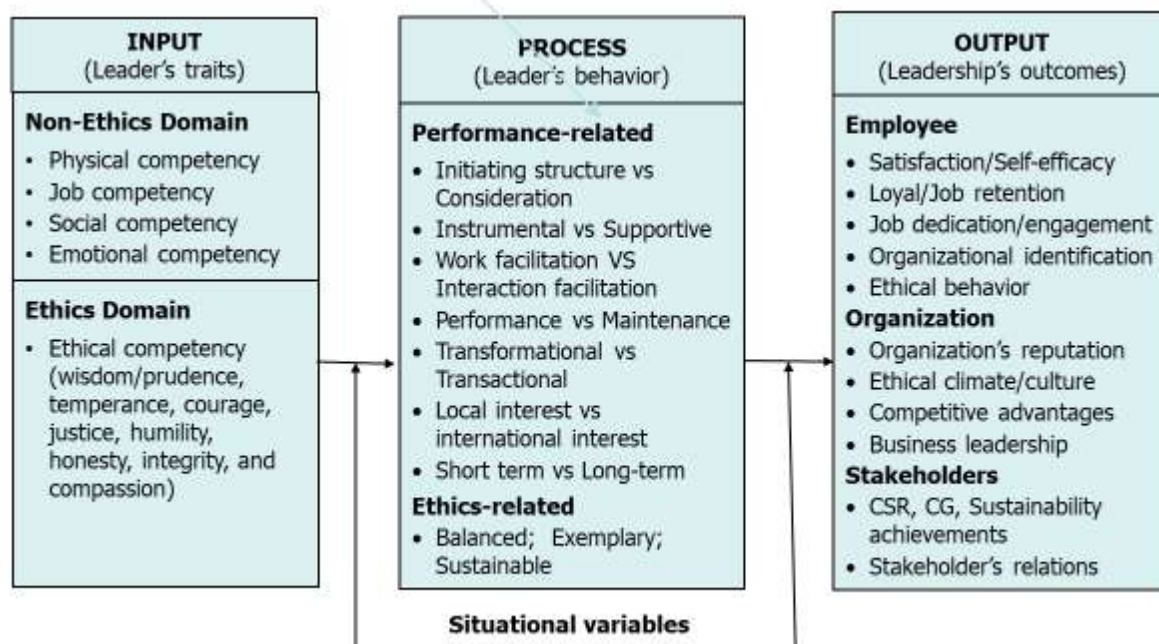 INPUT
(Leader's traits)
Non-Ethics Domain
• Physical competency
• Job competency
• Social competency
• Emotional competency
Ethics Domain
• Ethical competency
(wisdom/prudence,
temperance, courage,
justice, humility,
honesty, integrity, and
compassion)
PROCESS
(Leader's behavior)
Performance-related
• Initiating structure vs
Consideration
• Instrumental vs Supportive
• Work facilitation VS
Interaction facilitation
• Performance vs Maintenance
• Transformational vs
Transactional
• Local interest vs
international interest
• Short term vs Long-term
Ethics-related
• Balanced; Exemplary;
Sustainable
OUTPUT
(Leadership's outcomes)
Employee
• Satisfaction/Self-efficacy
• Loyal/Job retention
• Job dedication/engagement
• Organizational identification
• Ethical behavior
Organization
• Organization's reputation
• Ethical climate/culture
• Competitive advantages
• Business leadership
Stakeholders
• CSR, CG, Sustainability
achievements
• Stakeholder's relations
Situational variables